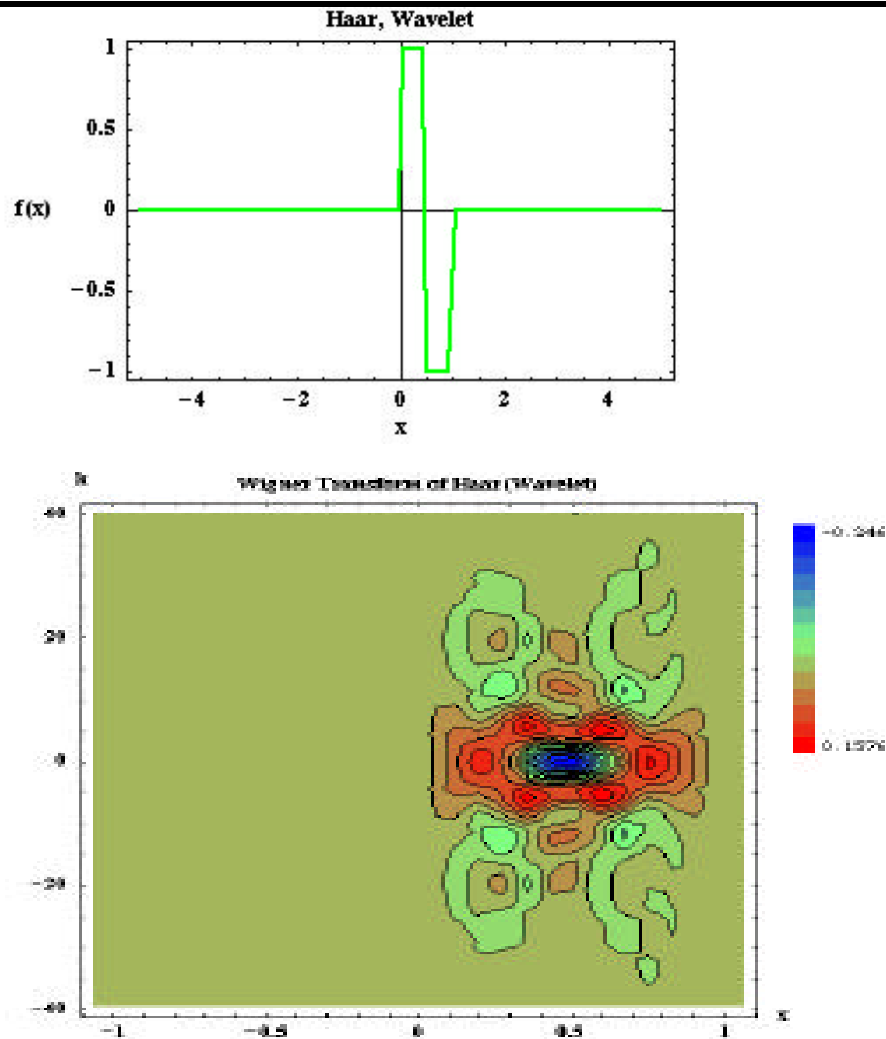 Haar, Wavelet
1
0.5
f(x) 0
−0.5
−1
−4 −2 0 2 4
x
k
Wigner Transform of Haar (Wavelet)
40
20
0
−20
−40
−1 −0.5 0 0.5 1
x
−0.246
0.1576